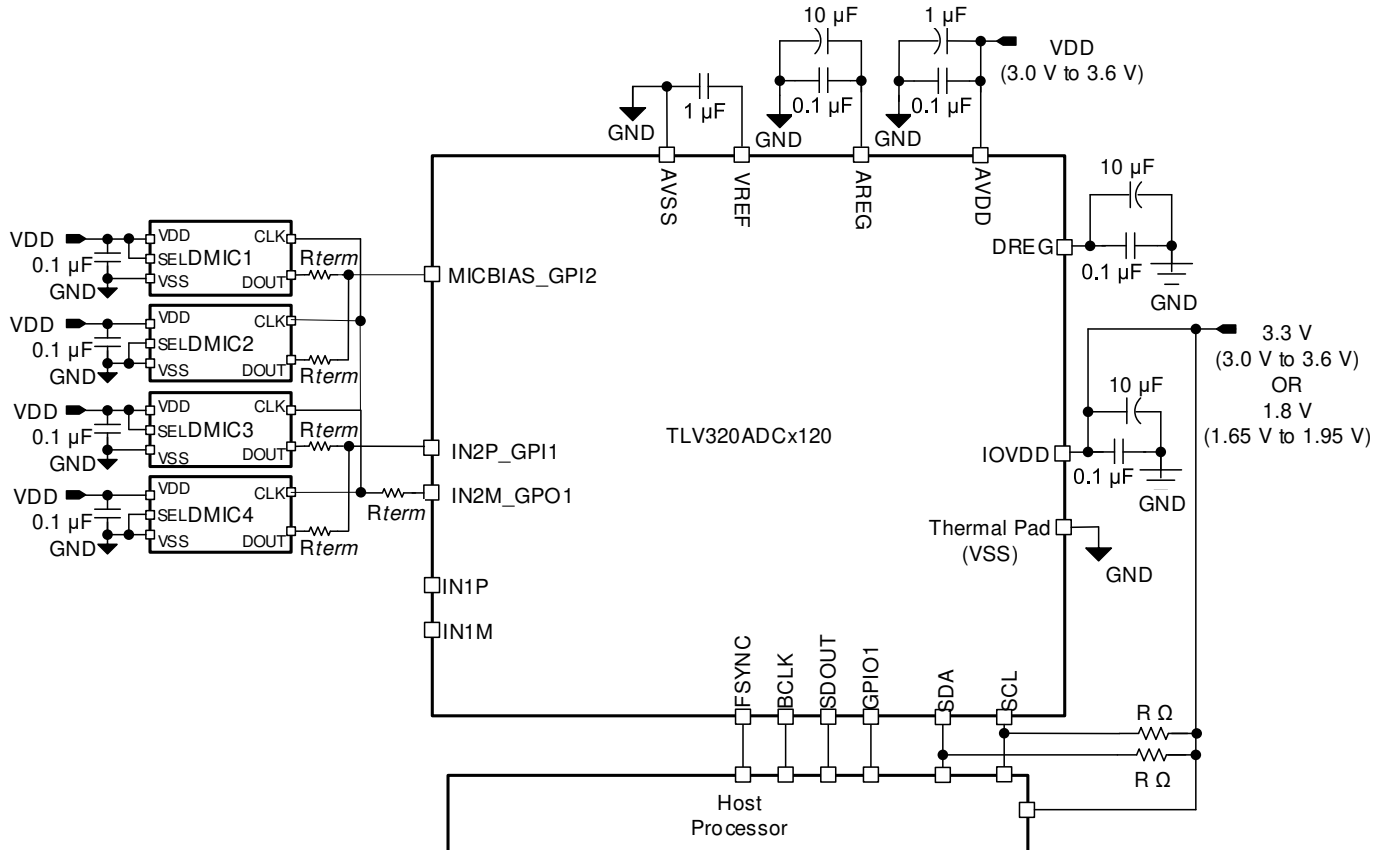 10 µF
1 µF
VDD
(3.0 V to 3.6 V)
1 µF
0.1 µF
0.1 µF
GND
GND
GND
AVSS
VREF
AREG
AVDD
10 µF
DREG
0.1 µF
GND
VDD
0.1 µF
GND
VDD
SEL
VSS
DMIC1
CLK
DOUT
Rterm
MICBIAS_GPI2
VDD
0.1 µF
GND
VDD
SEL
VSS
DMIC2
CLK
DOUT
Rterm
VDD
0.1 µF
GND
VDD
SEL
VSS
DMIC3
CLK
DOUT
Rterm
IN2P_GPI1
VDD
0.1 µF
GND
VDD
SEL
VSS
DMIC4
CLK
DOUT
Rterm
Rterm
IN2M_GPO1
IN1P
IN1M
TLV320ADCx120
3.3 V
(3.0 V to 3.6 V)
OR
1.8 V
(1.65 V to 1.95 V)
10 µF
IOVDD
0.1 µF
GND
Thermal Pad
(VSS)
GND
FSYNC
BCLK
SDOUT
GPIO1
SDA
SCL
R Ω
R Ω
Host
Processor